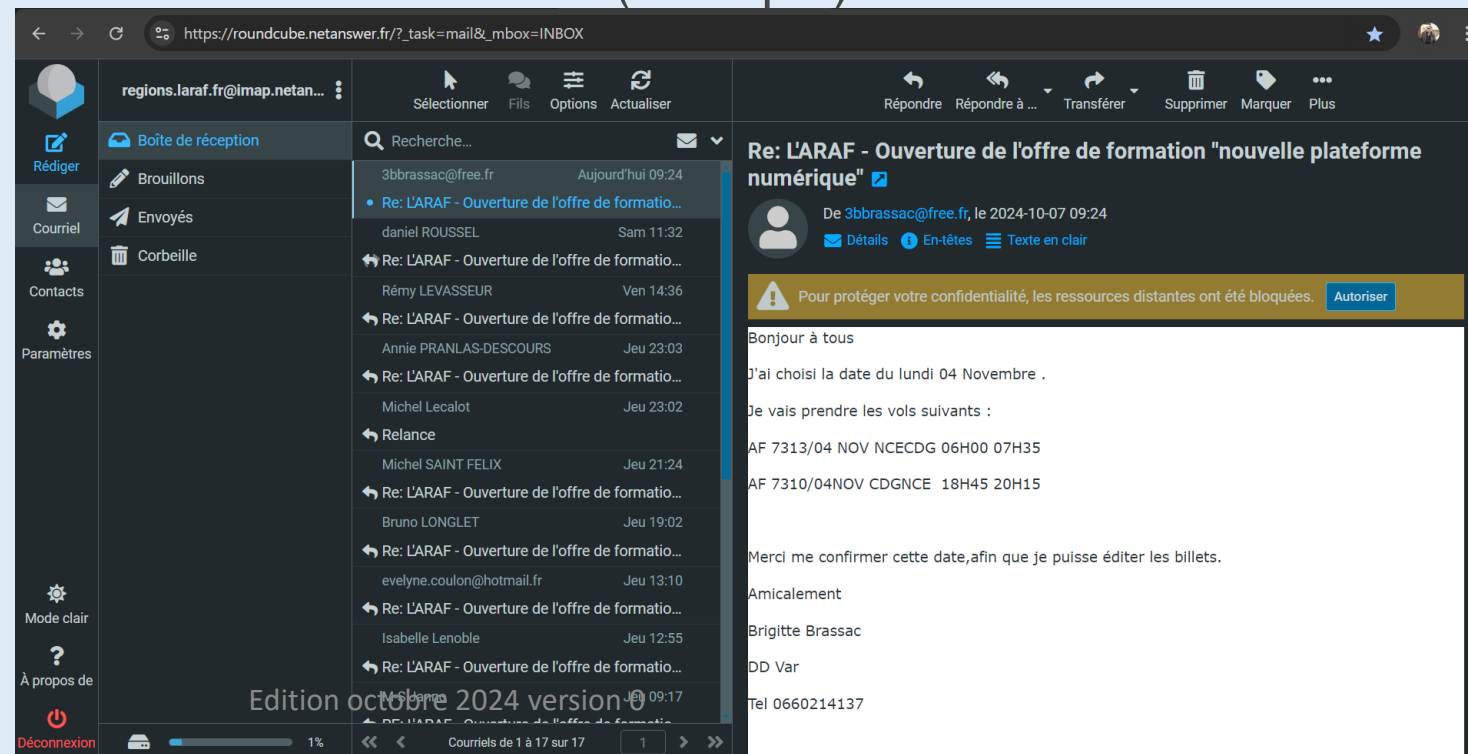 https://roundcube.netanswer.fr/?_task=mail&_mbox=INBOX
regions.laraf.fr@imap.netan...
Sélectionner
Fils
Options
Actualiser
Répondre
Répondre à ...
Transférer
Supprimer
Marquer
Plus
Rédiger
Courriel
Contacts
Paramètres
Mode clair
À propos de
Déconnexion
Boîte de réception
Brouillons
Envoyés
Corbeille
1%
Recherche...
3bbrassac@free.fr Aujourd'hui 09:24
Re: L'ARAF - Ouverture de l'offre de formatio...
daniel ROUSSEL Sam 11:32
Re: L'ARAF - Ouverture de l'offre de formatio...
Rémy LEVASSEUR Ven 14:36
Re: L'ARAF - Ouverture de l'offre de formatio...
Annie PRANLAS-DESCOURS Jeu 23:03
Re: L'ARAF - Ouverture de l'offre de formatio...
Michel Lecalot Jeu 23:02
Relance
Michel SAINT FELIX Jeu 21:24
Re: L'ARAF - Ouverture de l'offre de formatio...
Bruno LONGLET Jeu 19:02
Re: L'ARAF - Ouverture de l'offre de formatio...
evelyne.coulon@hotmail.fr Jeu 13:10
Re: L'ARAF - Ouverture de l'offre de formatio...
Isabelle Lenoble Jeu 12:55
Re: L'ARAF - Ouverture de l'offre de formatio...
Jeu 09:17
Edition octobre 2024 version 0
Courriels de 1 à 17 sur 17 1
Re: L'ARAF - Ouverture de l'offre de formation "nouvelle plateforme
numérique"
De 3bbrassac@free.fr, le 2024-10-07 09:24
Détails En-têtes Texte en clair
Pour protéger votre confidentialité, les ressources distantes ont été bloquées. Autoriser
Bonjour à tous
J'ai choisi la date du lundi 04 Novembre .
Je vais prendre les vols suivants :
AF 7313/04 NOV NCECDG 06H00 07H35
AF 7310/04NOV CDGNCE 18H45 20H15
Merci me confirmer cette date,afin que je puisse éditer les billets.
Amicalement
Brigitte Brassac
DD Var
Tel 0660214137